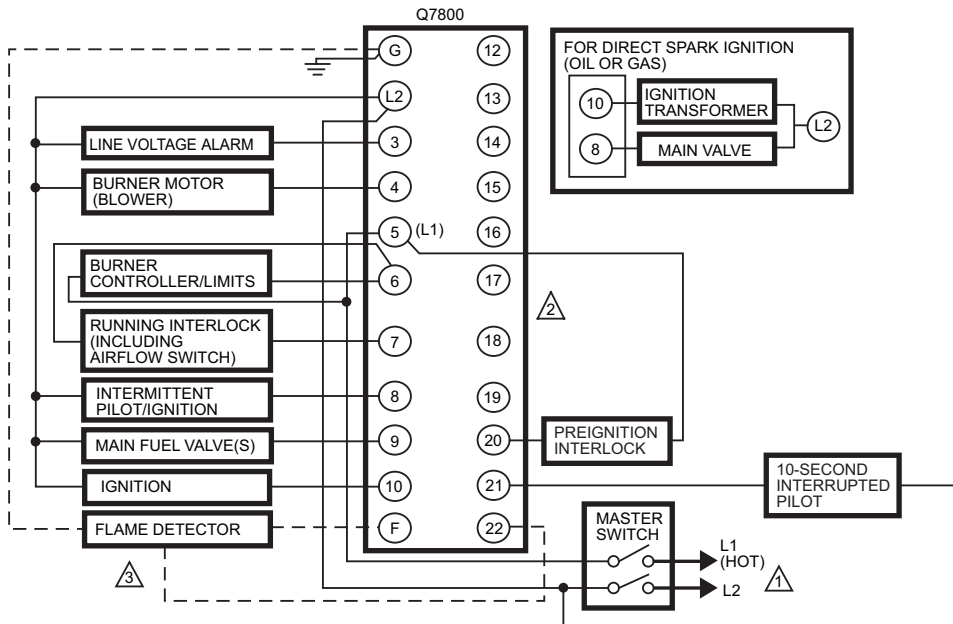 Q7800
G
12
FOR DIRECT SPARK IGNITION
(OIL OR GAS)
10
IGNITION
TRANSFORMER
L2
8
MAIN VALVE
L2
13
LINE VOLTAGE ALARM
3
14
BURNER MOTOR
(BLOWER)
4
15
5
(L1)
16
BURNER
CONTROLLER/LIMITS
6
17
2
RUNNING INTERLOCK
(INCLUDING
AIRFLOW SWITCH)
7
18
INTERMITTENT
PILOT/IGNITION
8
19
MAIN FUEL VALVE(S)
9
20
PREIGNITION
INTERLOCK
IGNITION
10
21
10-SECOND
INTERRUPTED
PILOT
FLAME DETECTOR
F
22
MASTER
SWITCH
L1
(HOT)
L2
1
3